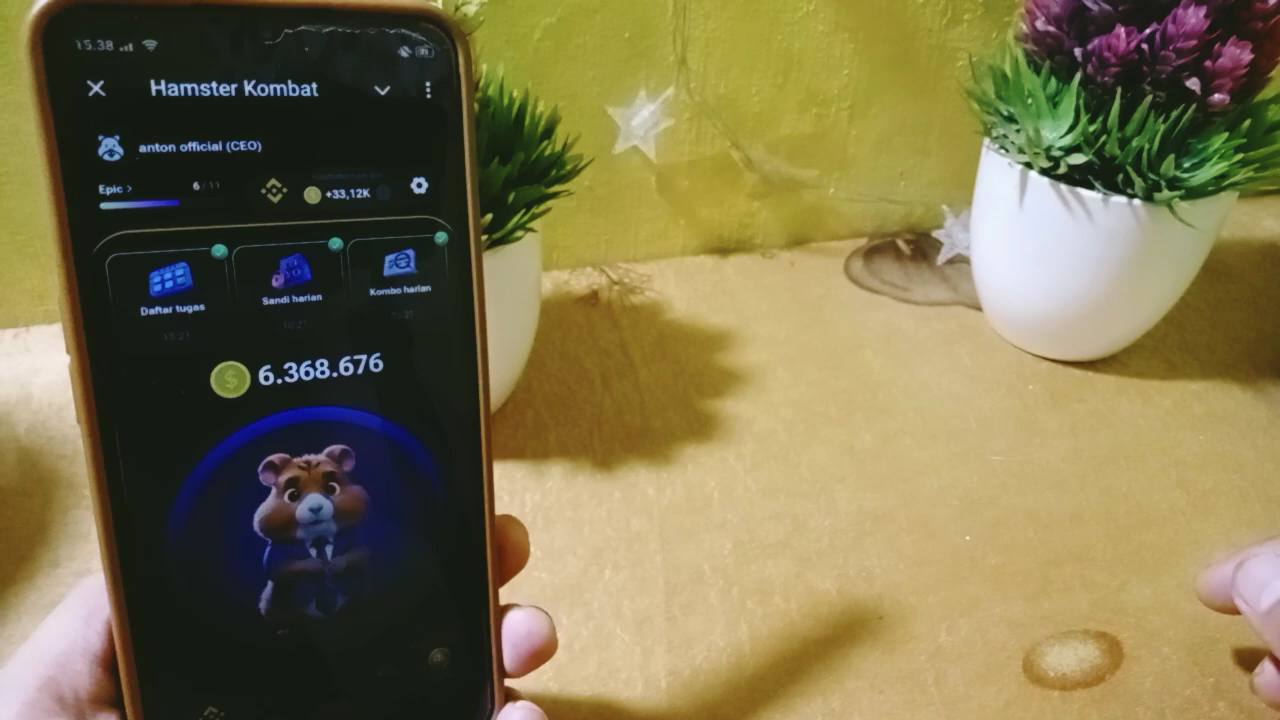 15.38
Hamster Kombat
anton official (CEO)
Epic >
6 / 11
+33,12K
Daftar tugas
Sandi harian
Kombo harian
6.368.676